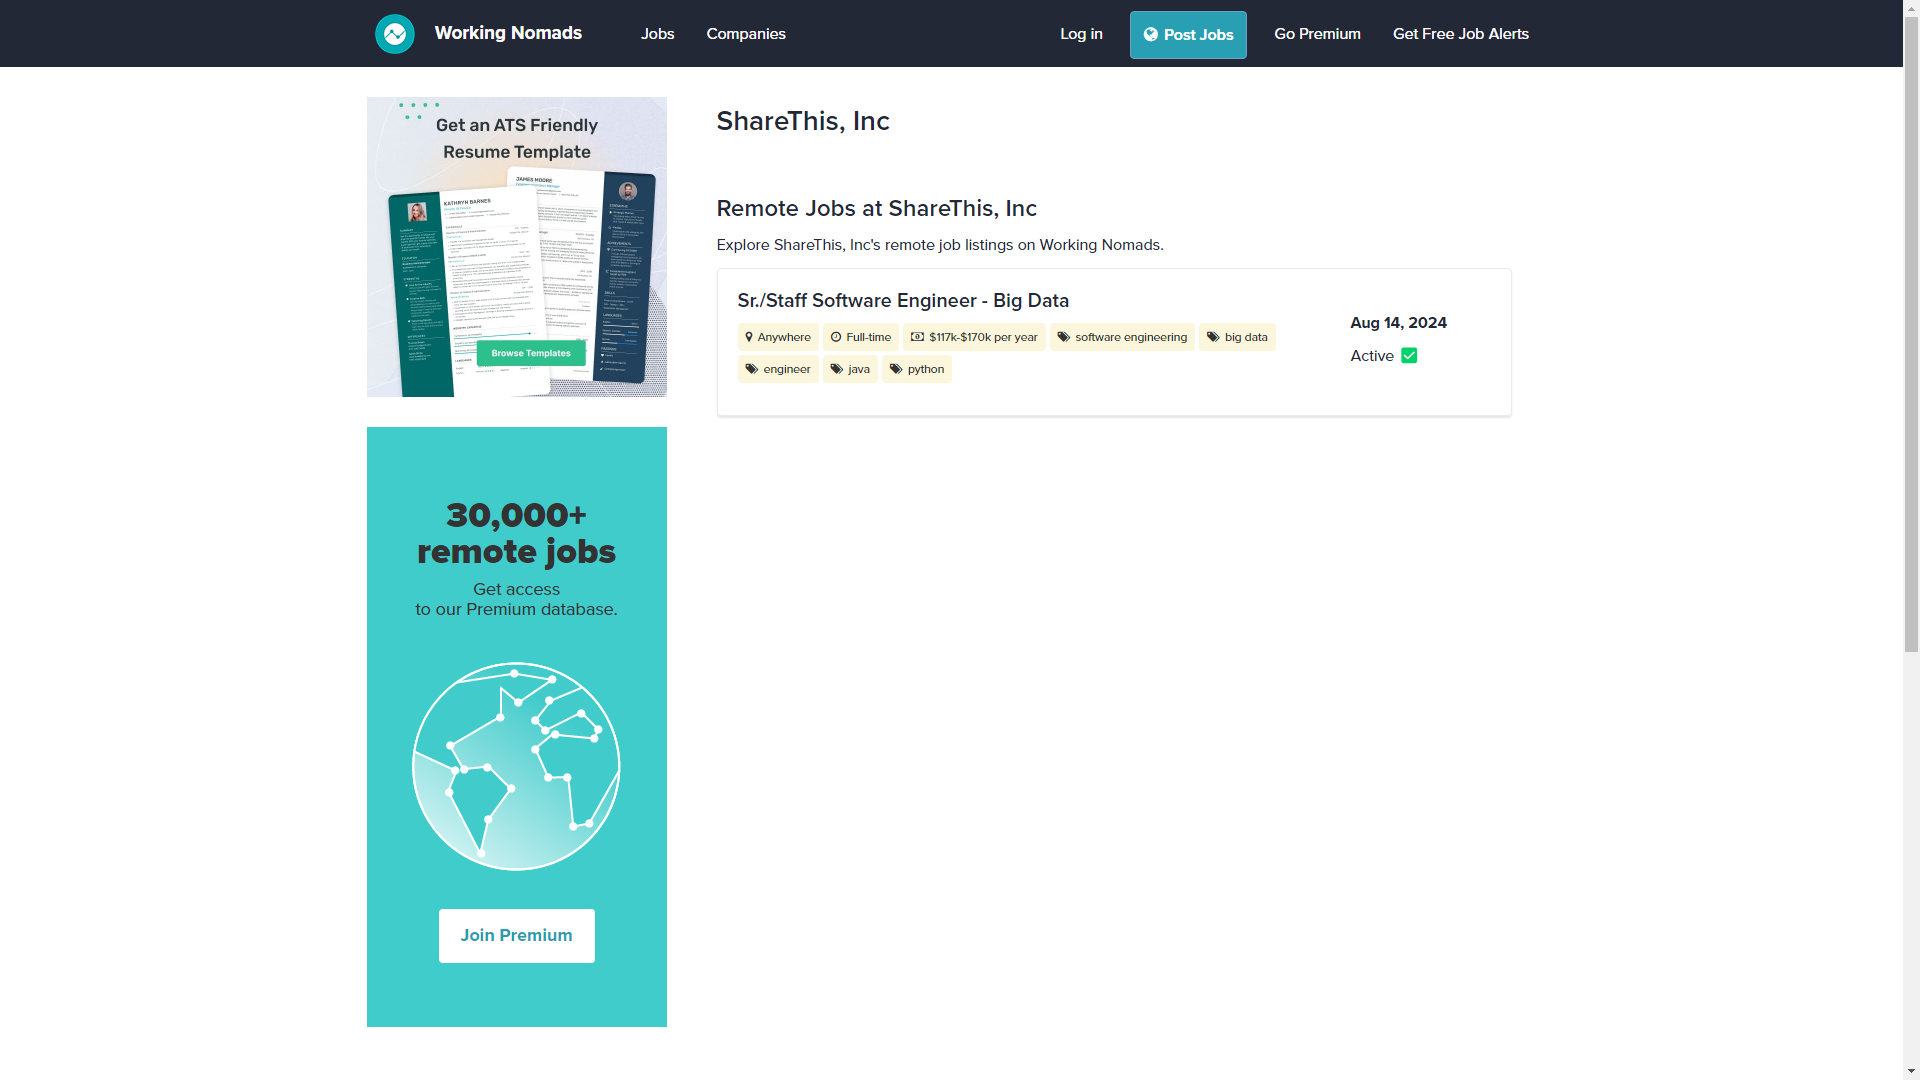 Working Nomads
Jobs
Companies
Log in
Post Jobs
Go Premium
Get Free Job Alerts
Get an ATS Friendly
Resume Template
JAMES MOORE
KATHRYN BARNES
Browse Templates
30,000+
remote jobs
Get access
to our Premium database.
Join Premium
ShareThis, Inc
Remote Jobs at ShareThis, Inc
Explore ShareThis, Inc's remote job listings on Working Nomads.
Sr./Staff Software Engineer - Big Data
Anywhere
Full-time
$117k-$170k per year
software engineering
big data
engineer
java
python
Aug 14, 2024
Active